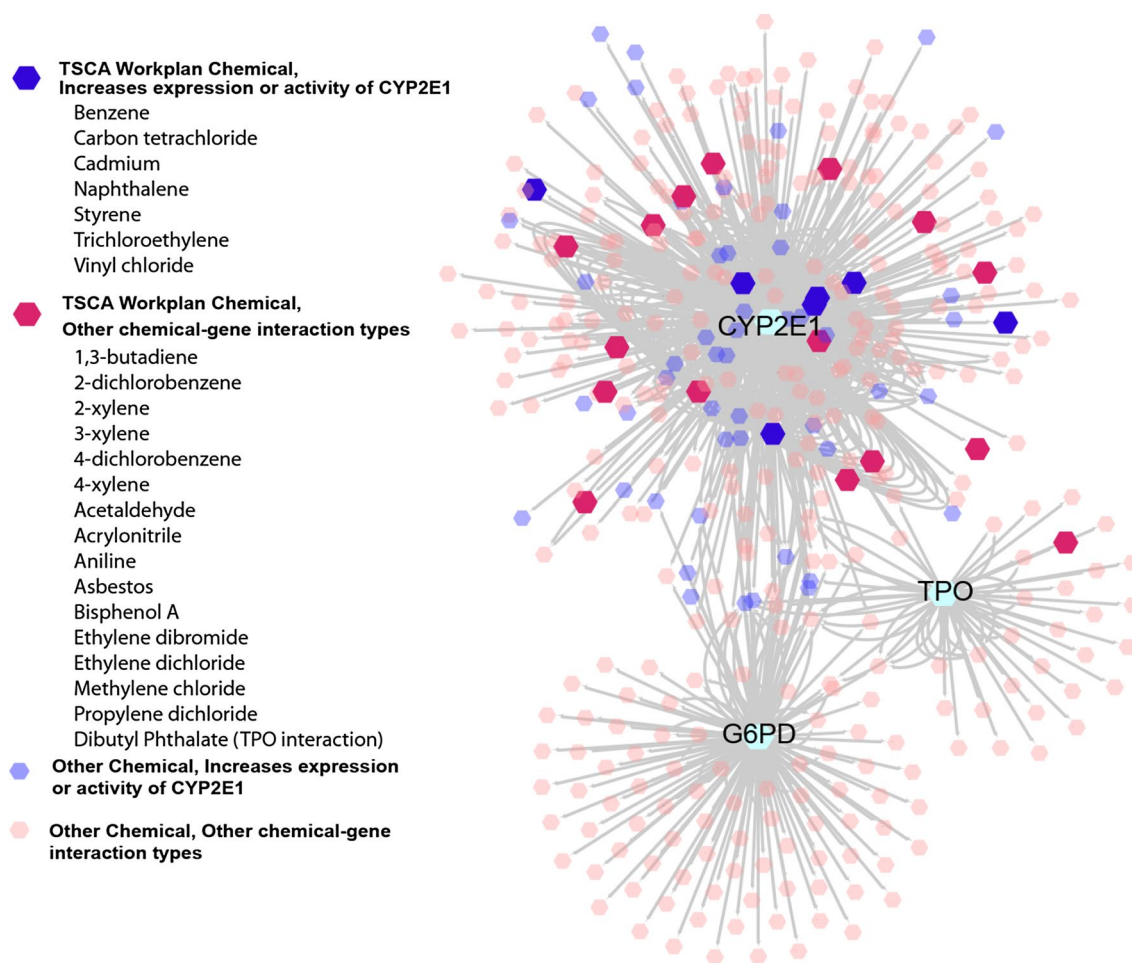 TSCA Workplan Chemical,
Increases expression or activity of CYP2E1
Benzene
Carbon tetrachloride
Cadmium
Naphthalene
Styrene
Trichloroethylene
Vinyl chloride
TSCA Workplan Chemical,
Other chemical-gene interaction types
1,3-butadiene
2-dichlorobenzene
2-xylene
3-xylene
4-dichlorobenzene
4-xylene
Acetaldehyde
Acrylonitrile
Aniline
Asbestos
Bisphenol A
Ethylene dibromide
Ethylene dichloride
Methylene chloride
Propylene dichloride
Dibutyl Phthalate (TPO interaction)
Other Chemical, Increases expression
or activity of CYP2E1
Other Chemical, Other chemical-gene
interaction types
CYP2E1
TPO
G6PD